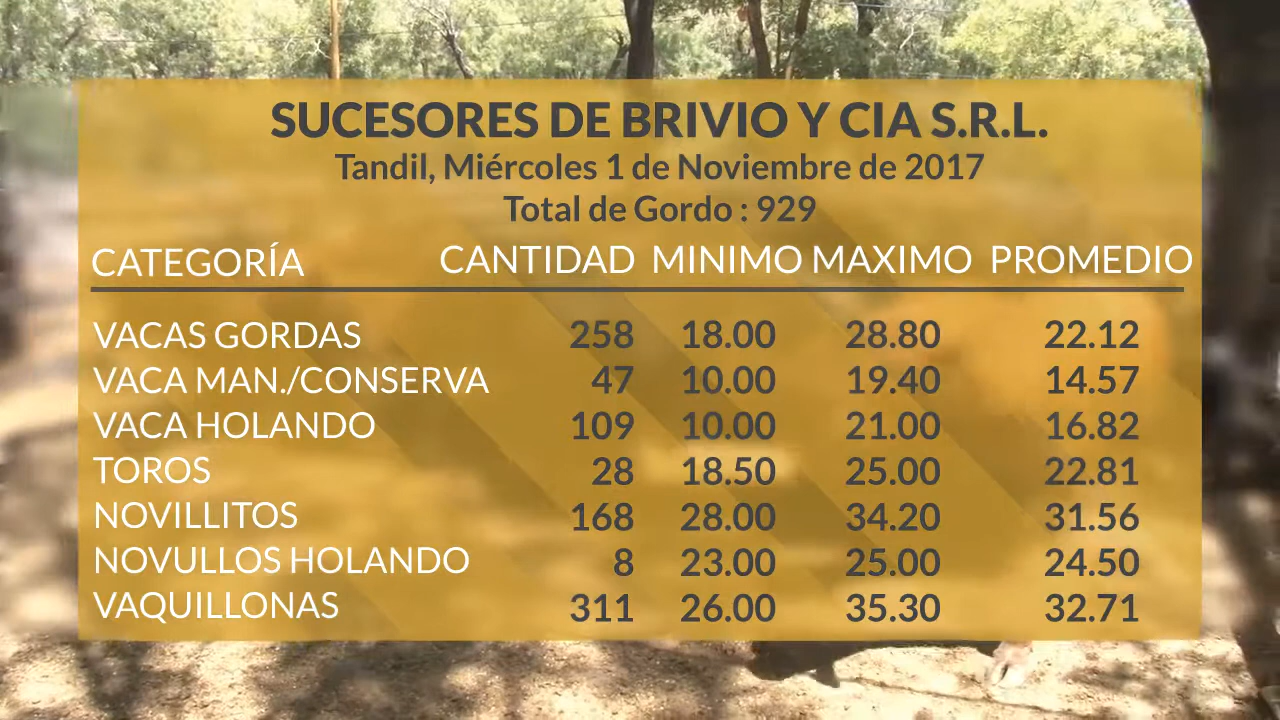 SUCESORES DE BRIVIO Y CIA S.R.L.
Tandil, Miércoles 1 de Noviembre de 2017
Total de Gordo : 929
CATEGORÍA CANTIDAD MINIMO MAXIMO PROMEDIO
VACAS GORDAS 258 18.00 28.80 22.12
VACA MAN./CONSERVA 47 10.00 19.40 14.57
VACA HOLANDO 109 10.00 21.00 16.82
TOROS 28 18.50 25.00 22.81
NOVILLITOS 168 28.00 34.20 31.56
NOVULLOS HOLANDO 8 23.00 25.00 24.50
VAQUILLONAS 311 26.00 35.30 32.71